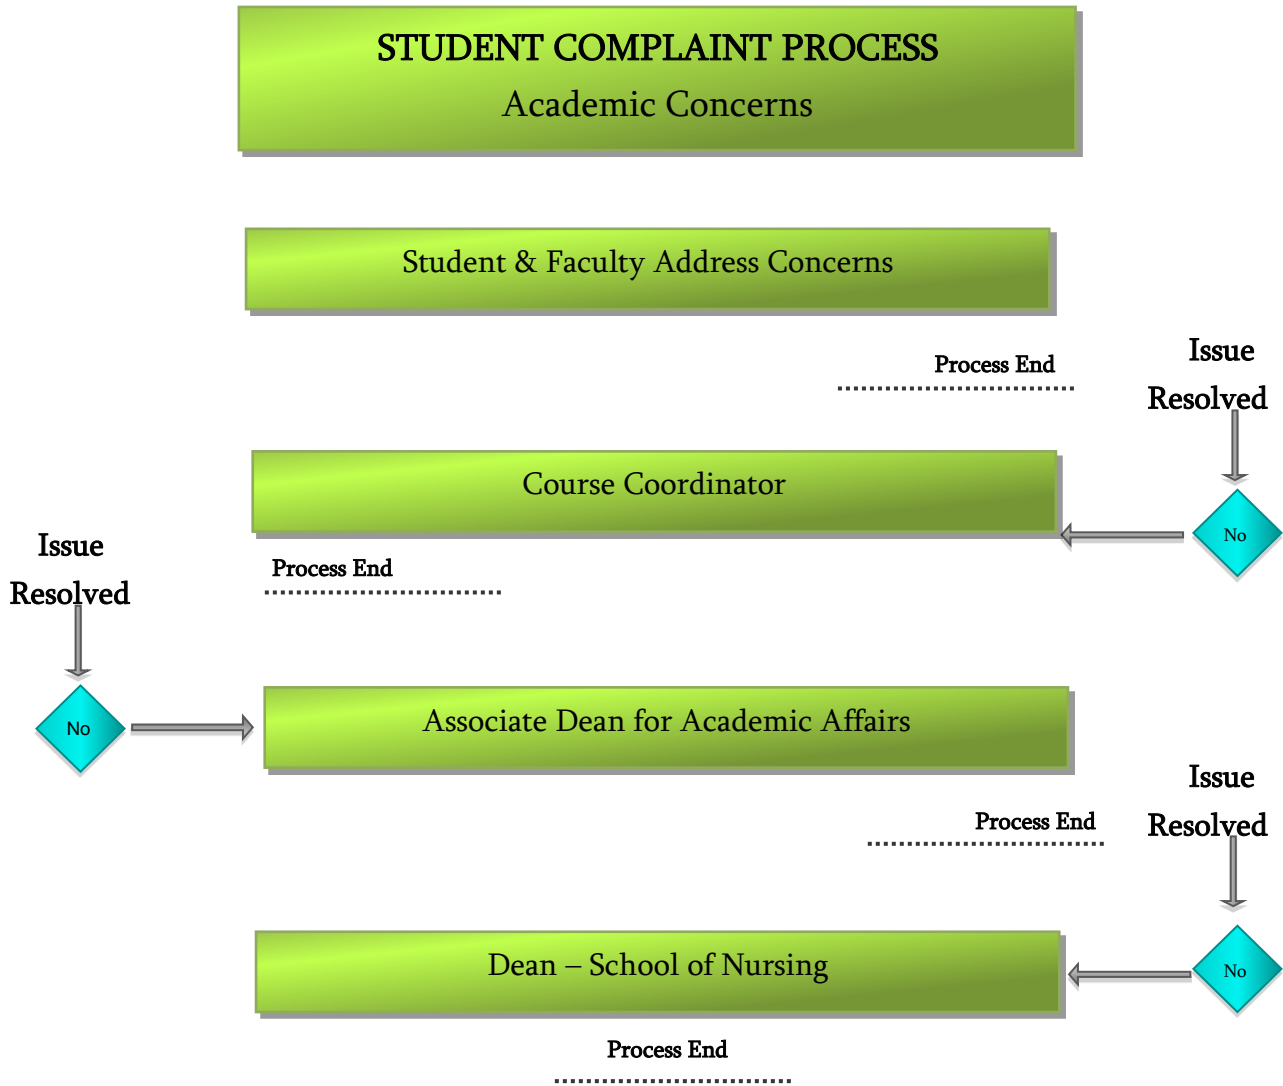 STUDENT COMPLAINT PROCESS
Academic Concerns
Student & Faculty Address Concerns
Process End
Issue
Resolved
Course Coordinator
No
Process End
Issue
Resolved
No
Associate Dean for Academic Affairs
Process End
Issue
Resolved
Dean – School of Nursing
No
Process End